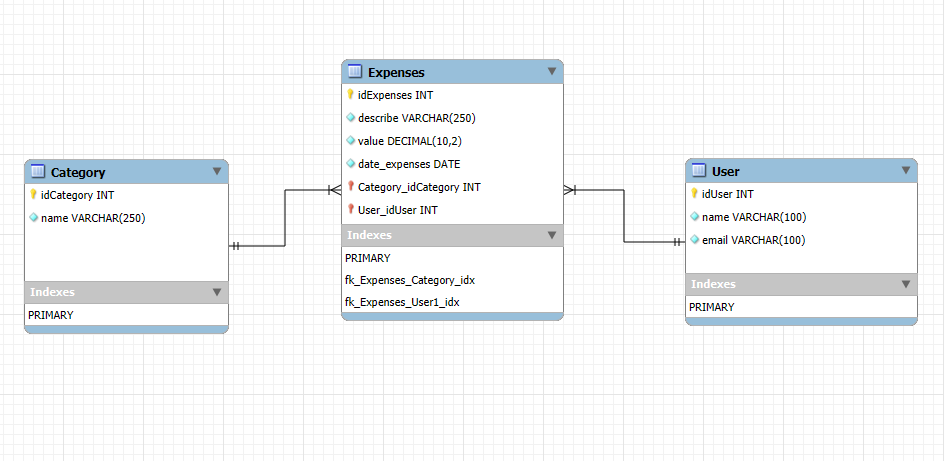 Category
idCategory INT
name VARCHAR(250)
Indexes
PRIMARY
Expenses
idExpenses INT
describe VARCHAR(250)
value DECIMAL(10,2)
date_expenses DATE
Category_idCategory INT
User_idUser INT
Indexes
PRIMARY
fk_Expenses_Category_idx
fk_Expenses_User1_idx
User
idUser INT
name VARCHAR(100)
email VARCHAR(100)
Indexes
PRIMARY